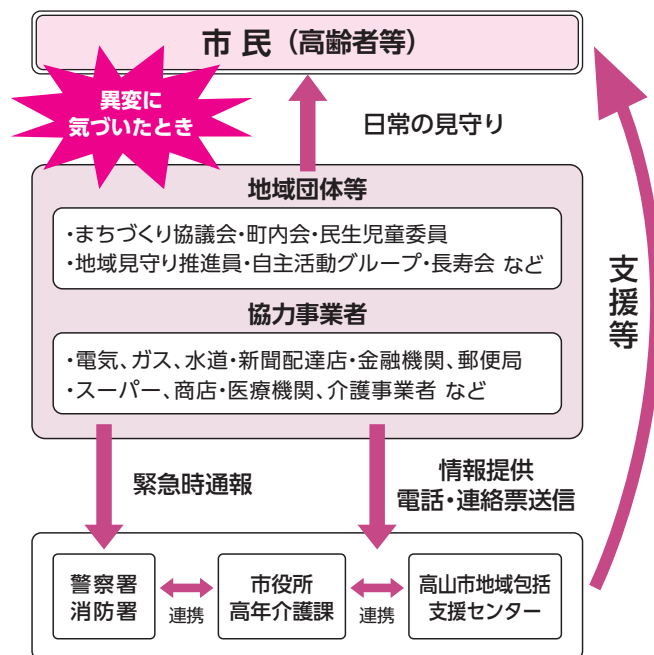 市民（高齢者等）
異変に
気づいたとき
日常の見守り
地域団体等
・まちづくり協議会・町内会・民生児童委員
・地域見守り推進員・自主活動グループ・長寿会 など
協力事業者
・電気、ガス、水道・新聞配達店・金融機関、郵便局
・スーパー、商店・医療機関、介護事業者 など
支援等
緊急時通報
情報提供
電話・連絡票送信
警察署
消防署
連携
市役所
高年介護課
連携
高山市地域包括
支援センター